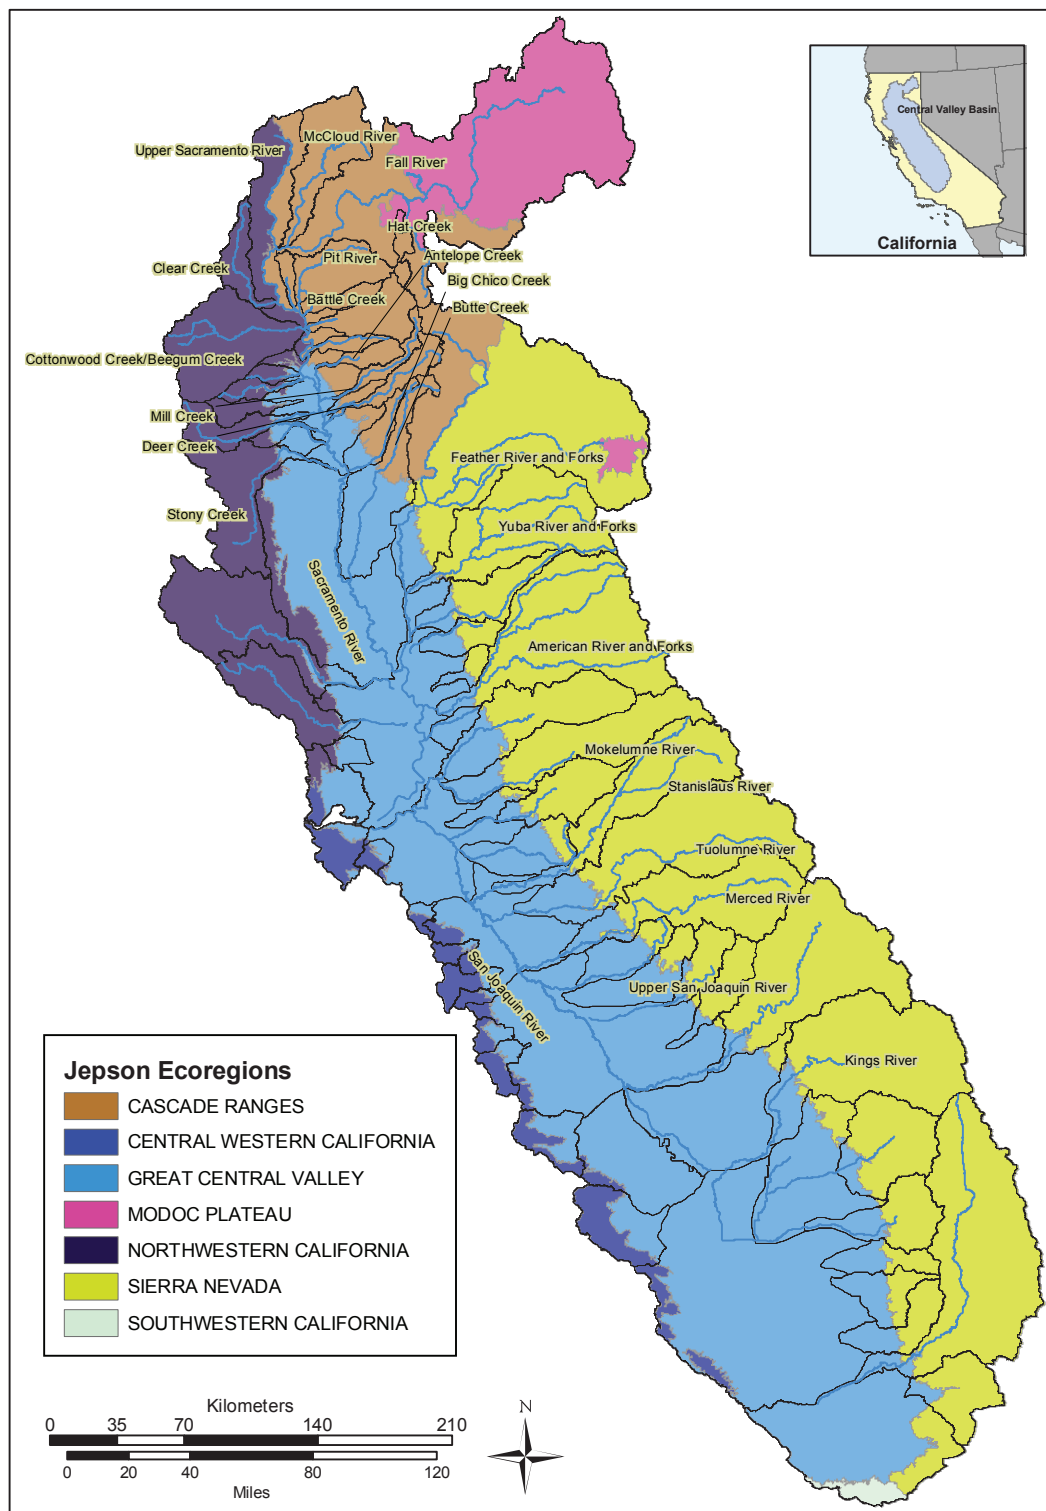 Central Valley Basin
California
McCloud River
Upper Sacramento River
Fall River
Hat Creek
Pit River
Antelope Creek
Clear Creek
Big Chico Creek
Battle Creek
Butte Creek
Cottonwood Creek/Beegum Creek
Mill Creek
Deer Creek
Feather River and Forks
Stony Creek
Yuba River and Forks
Sacramento River
American River and Forks
Mokelumne River
Stanislaus River
Tuolumne River
Merced River
San Joaquin River
Upper San Joaquin River
Kings River
Jepson Ecoregions
CASCADE RANGES
CENTRAL WESTERN CALIFORNIA
GREAT CENTRAL VALLEY
MODOC PLATEAU
NORTHWESTERN CALIFORNIA
SIERRA NEVADA
SOUTHWESTERN CALIFORNIA
Kilometers
0 35 70 140 210
0 20 40 80 120
Miles
N